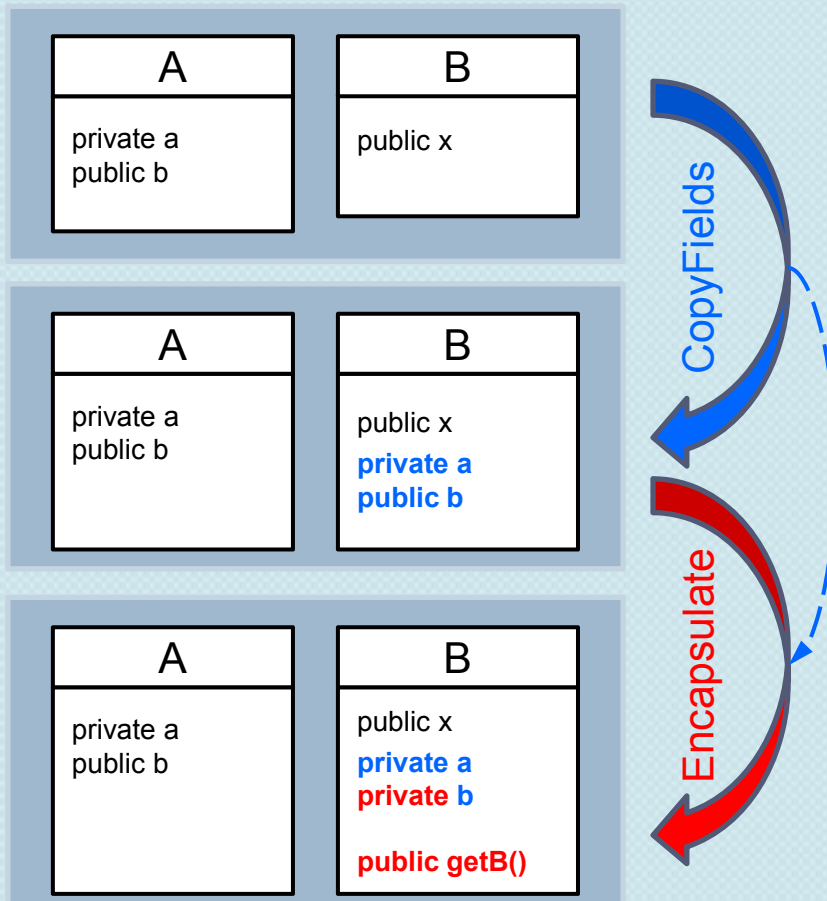 A
private a
public b
B
public x
CopyFields
A
private a
public b
B
public x
private a
public b
Encapsulate
A
private a
public b
B
public x
private a
private b
public getB()